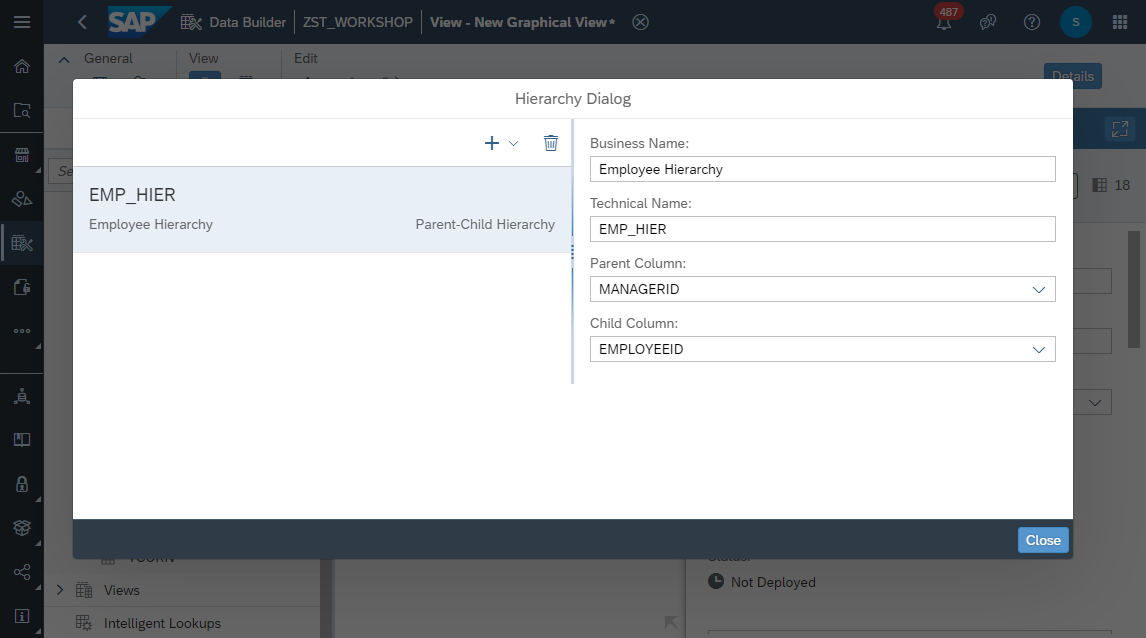 SAP
Data Builder
ZST_WORKSHOP
View - New Graphical View*
487
S
General
View
Edit
Details
Hierarchy Dialog
18
EMP_HIER
Employee Hierarchy
Parent-Child Hierarchy
Business Name:
Employee Hierarchy
Technical Name:
EMP_HIER
Parent Column:
MANAGERID
Child Column:
EMPLOYEEID
Close
Not Deployed
Views
Intelligent Lookups